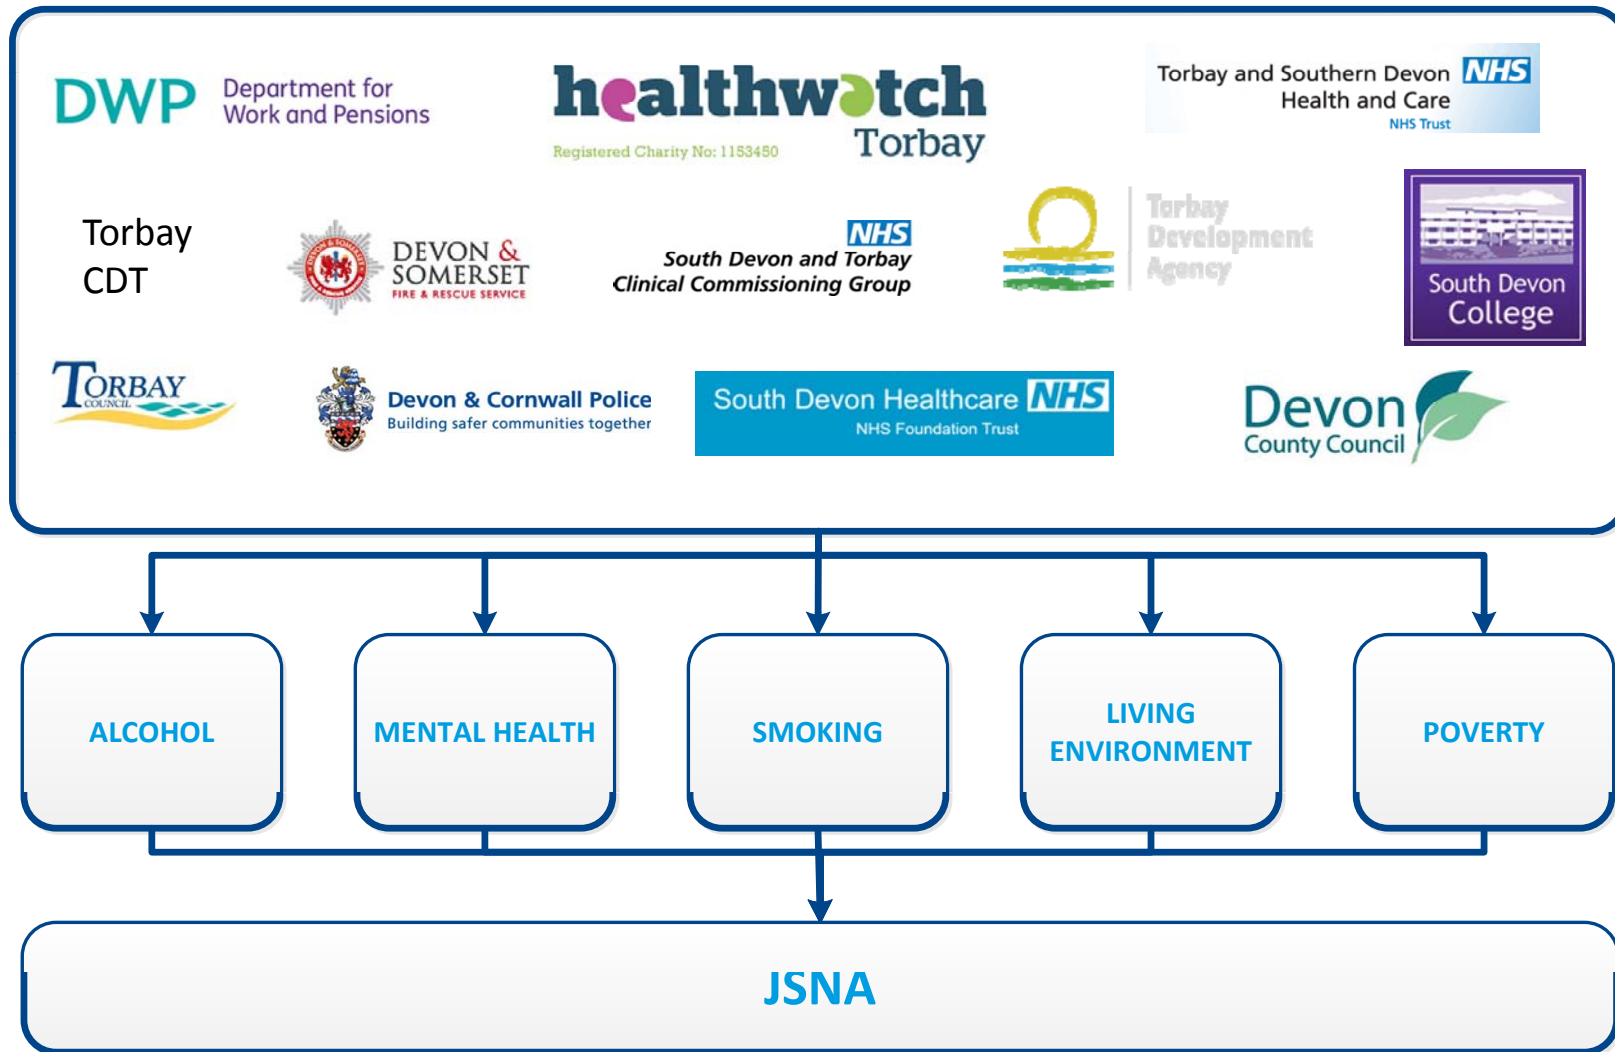 DWP
Department for
Work and Pensions
healthwatch
Torbay
Registered Charity No: 1153450
Torbay and Southern Devon NHS
Health and Care
NHS Trust
Torbay
CDT
DEVON & SOMERSET
DEVON &
SOMERSET
FIRE & RESCUE SERVICE
NHS
South Devon and Torbay
Clinical Commissioning Group
Torbay
Development
Agency
South Devon
College
TORBAY
COUNCIL
Devon & Cornwall Police
Building safer communities together
South Devon Healthcare NHS
NHS Foundation Trust
Devon
County Council
ALCOHOL
MENTAL HEALTH
SMOKING
LIVING
ENVIRONMENT
POVERTY
JSNA